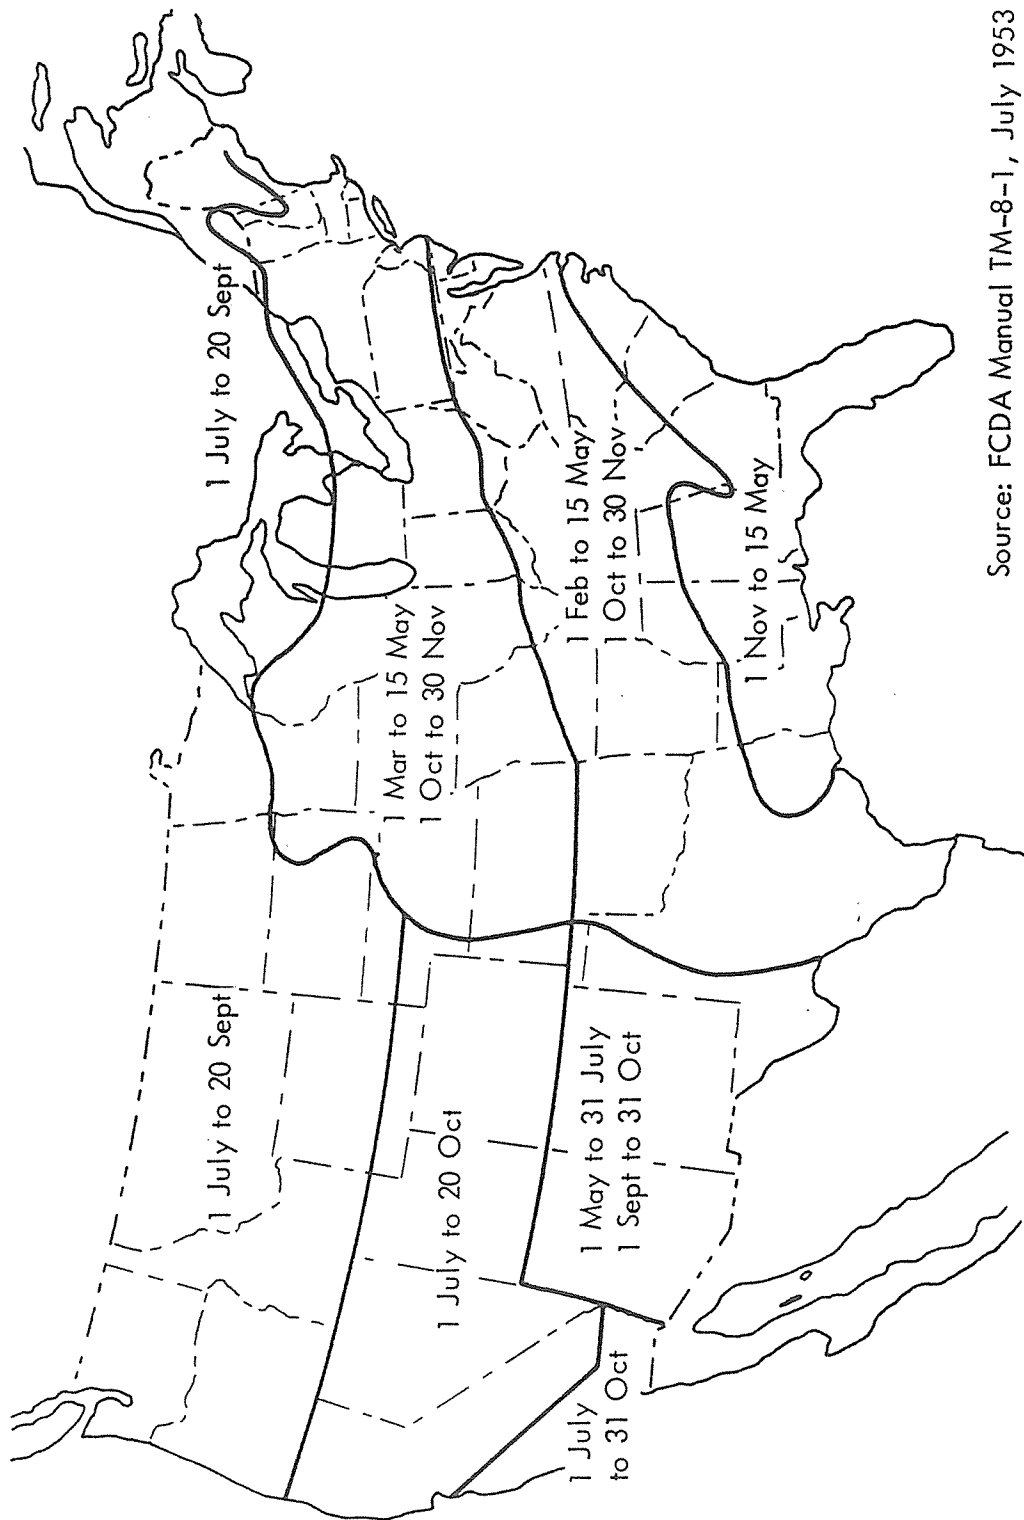 1 July to 20 Sept
1 July to 20 Sept
1 Mar to 15 May
1 Oct to 30 Nov
1 July to 20 Oct
1 Feb to 15 May
1 Oct to 30 Nov
1 May to 31 July
1 Sept to 31 Oct
1 July
to 31 Oct
1 Nov to 15 May
Source: FCDA Manual TM-8-1, July 1953